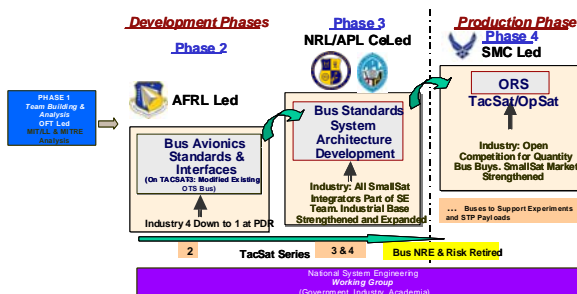 Development Phases
Phase 2
Phase 3
NRL/APL CoLed
Production Phase
Phase 4
SMC Led
PHASE 1
Team Building &
Analysis
OFT Led
MIT/LL & MITRE
Analysis
AFRL Led
Bus Avionics
Standards &
Interfaces
(On TACSAT3: Modified Existing
OTS Bus)
Industry 4 Down to 1 at PDR
Bus Standards
System
Architecture
Development
Industry: All SmallSat
Integrators Part of SE
Team. Industrial Base
Strengthened and Expanded
ORS
TacSat/OpSat
Industry: Open
Competition for Quantity
Bus Buys. SmallSat Market
Strengthened
... Buses to Support Experiments
and STP Payloads
2
TacSat Series
3 & 4
Bus NRE & Risk Retired
National System Engineering
Working Group
(Government, Industry, Academia)